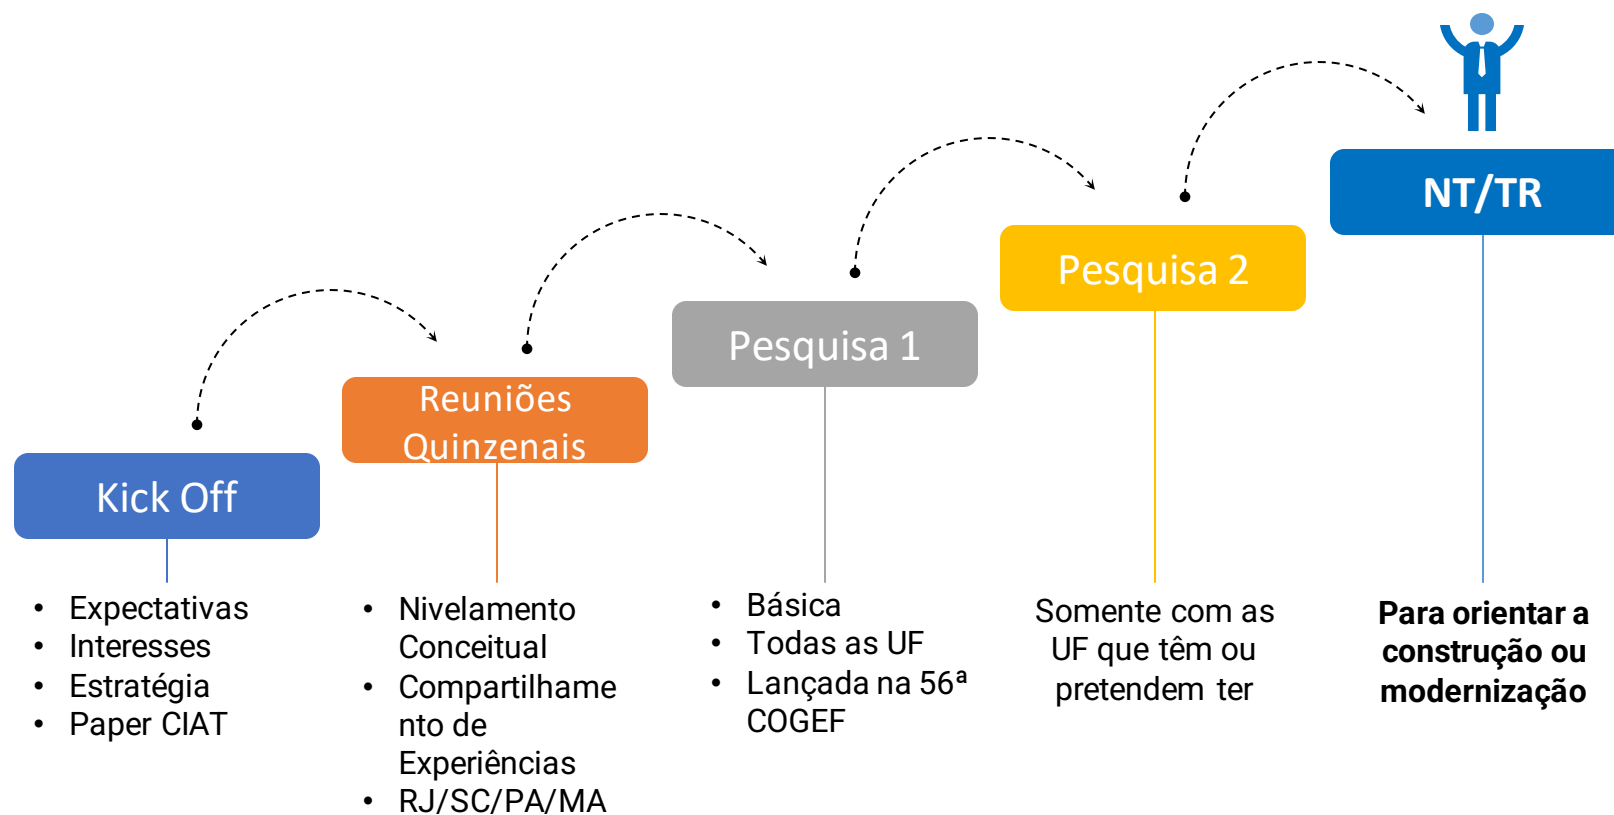 NT/TR
Pesquisa 2
Pesquisa 1
Reuniões
Quinzenais
Kick Off
• Expectativas
• Interesses
• Estratégia
• Paper CIAT
• Nivelamento
Conceitual
• Compartilhame
nto de
Experiências
• RJ/SC/PA/MA
• Básica
• Todas as UF
• Lançada na 56ª
COGEF
Somente com as
UF que têm ou
pretendem ter
Para orientar a
construção ou
modernização